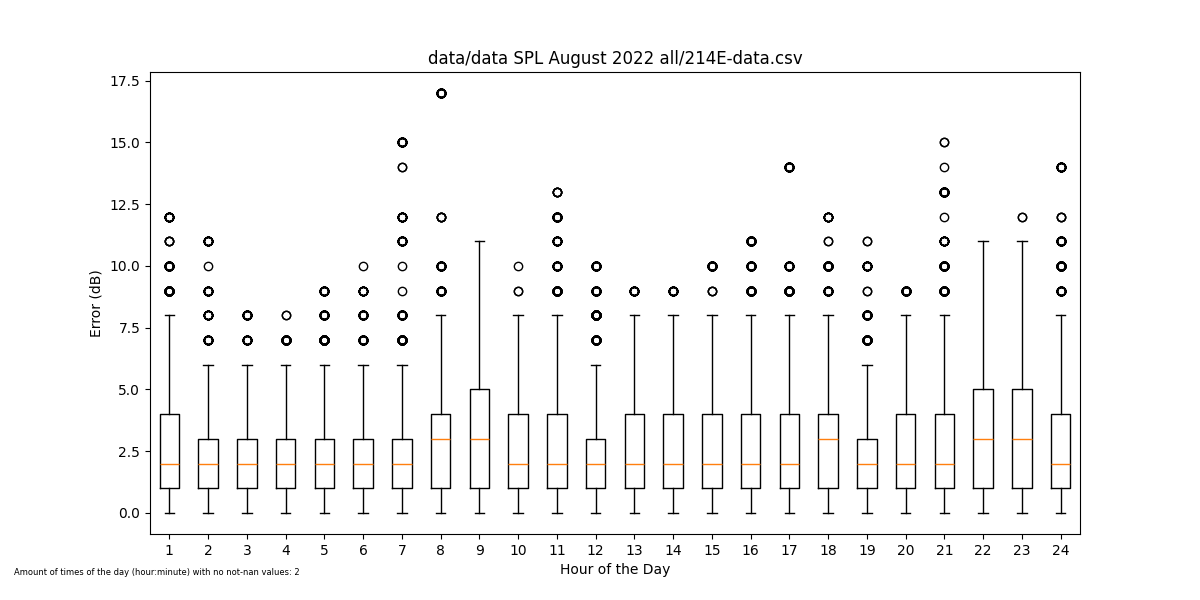 data/data SPL August 2022 all/214E-data.csv
17.5
15.0
12.5
10.0
7.5
5.0
2.5
0.0
Error (dB)
1 2 3 4 5 6 7 8 9 10 11 12 13 14 15 16 17 18 19 20 21 22 23 24
Hour of the Day
Amount of times of the day (hour:minute) with no not-nan values: 2